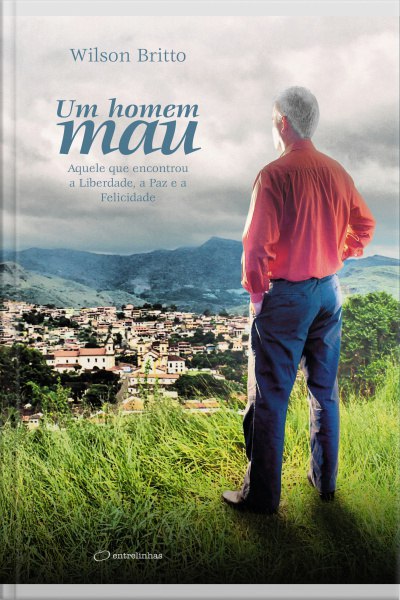 Wilson Britto
Um homem
mau
Aquele que encontrou
a Liberdade, a Paz e a
Felicidade
entrelinhas